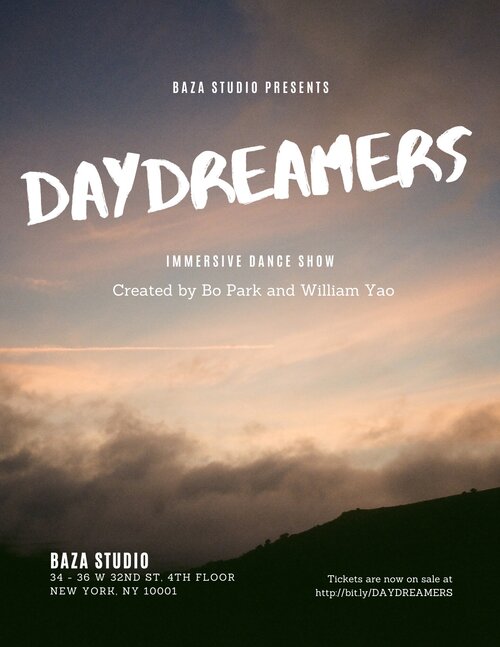 BAZA STUDIO PRESENTS
DAYDREAMERS
IMMERSIVE DANCE SHOW
Created by Bo Park and William Yao
BAZA STUDIO
34 - 36 W 32ND ST. 4TH FLOOR
NEW YORK, NY 10001
Tickets are now on sale at
http://bit.ly/DAYDREAMERS